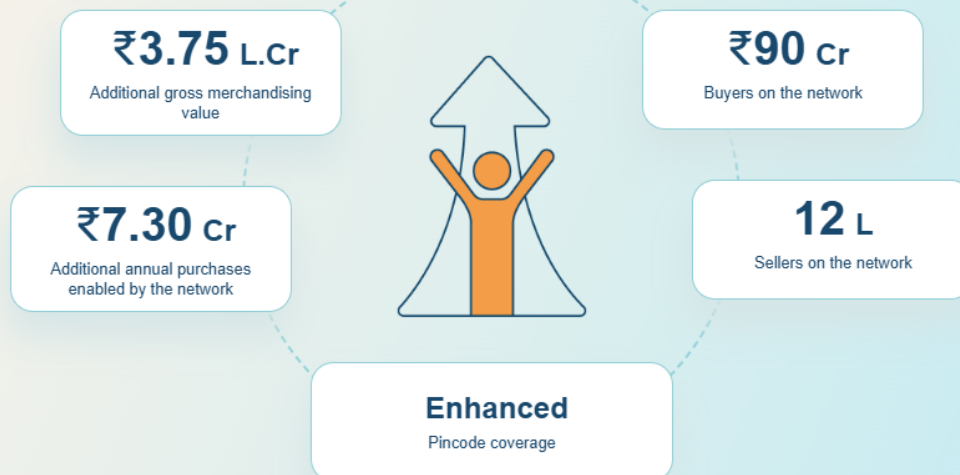 ₹3.75 L.Cr
Additional gross merchandising
value
₹90 Cr
Buyers on the network
₹7.30 Cr
Additional annual purchases
enabled by the network
12 L
Sellers on the network
Enhanced
Pincode coverage